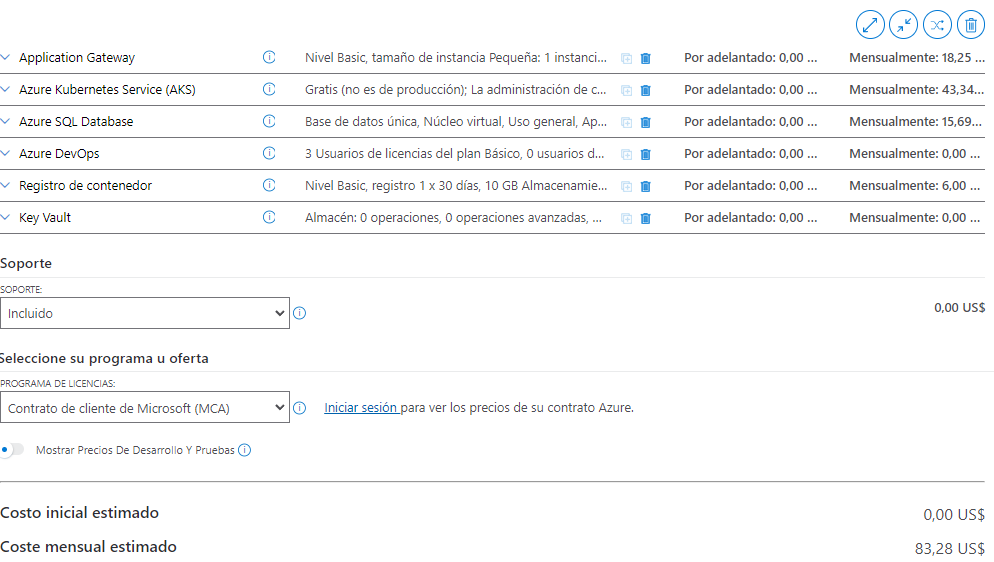 Application Gateway Nivel Basic, tamaño de instancia Pequeña: 1 instanci... Por adelantado: 0,00 ... Mensualmente: 18,25 ...
Azure Kubernetes Service (AKS) Gratis (no es de producción); La administración de c... Por adelantado: 0,00 ... Mensualmente: 43,34...
Azure SQL Database Base de datos única, Núcleo virtual, Uso general, Ap... Por adelantado: 0,00 ... Mensualmente: 15,69...
Azure DevOps 3 Usuarios de licencias del plan Básico, 0 usuarios d... Por adelantado: 0,00 ... Mensualmente: 0,00 ...
Registro de contenedor Nivel Basic, registro 1 x 30 días, 10 GB Almacenamie... Por adelantado: 0,00 ... Mensualmente: 6,00 ...
Key Vault Almacén: 0 operaciones, 0 operaciones avanzadas, ... Por adelantado: 0,00 ... Mensualmente: 0,00 ...
Soporte
SOPORTE:
Incluido 0,00 US$
Seleccione su programa u oferta
PROGRAMA DE LICENCIAS:
Contrato de cliente de Microsoft (MCA) Iniciar sesión para ver los precios de su contrato Azure.
Mostrar Precios De Desarrollo Y Pruebas
Costo inicial estimado 0,00 US$
Coste mensual estimado 83,28 US$